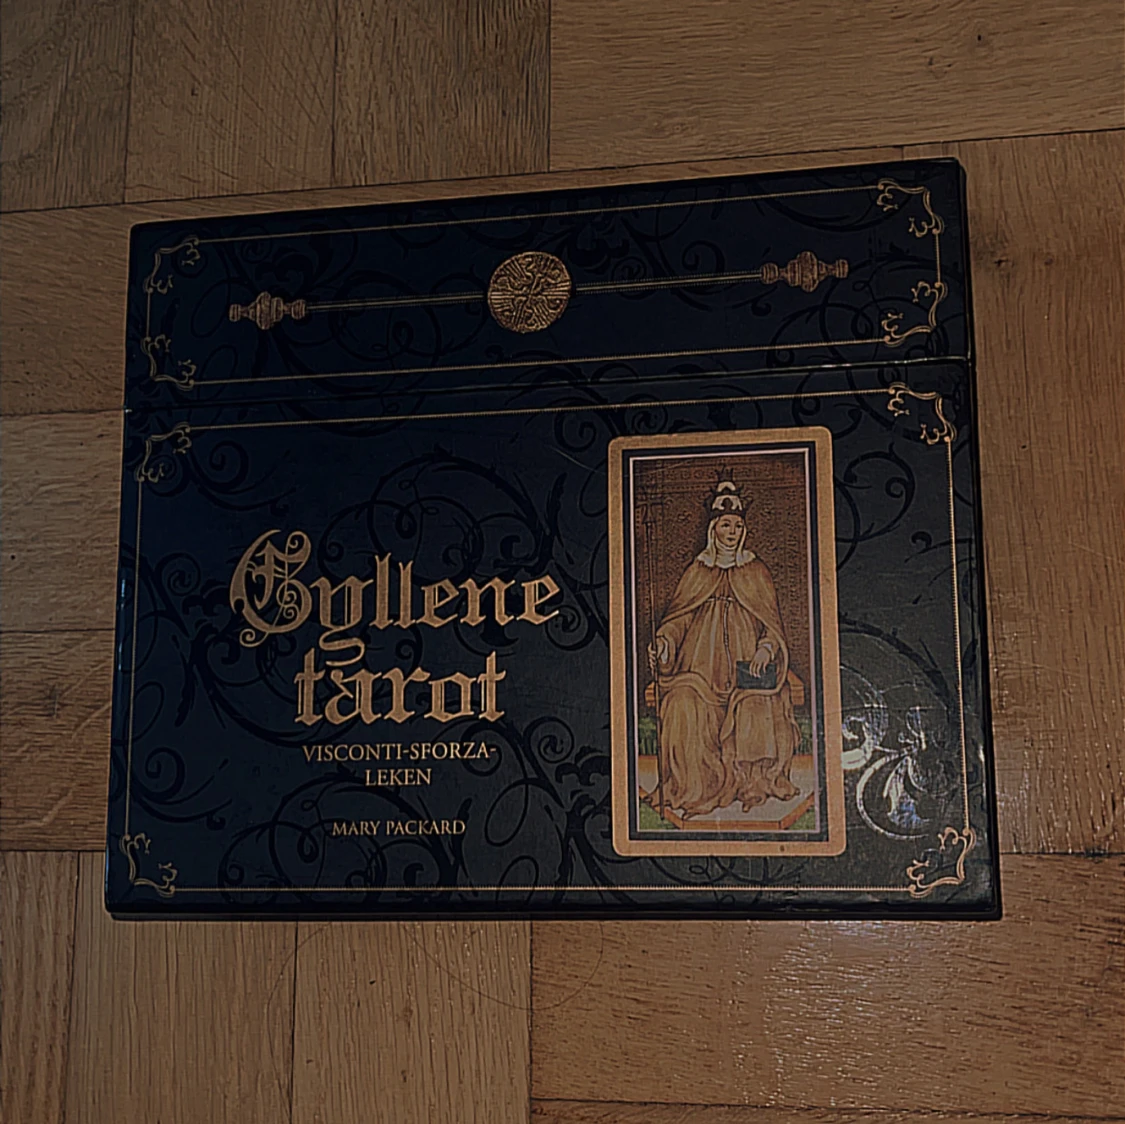 Gyllene
tarot
VISCONTI-SFORZA-
LEKEN
MARY PACKARD